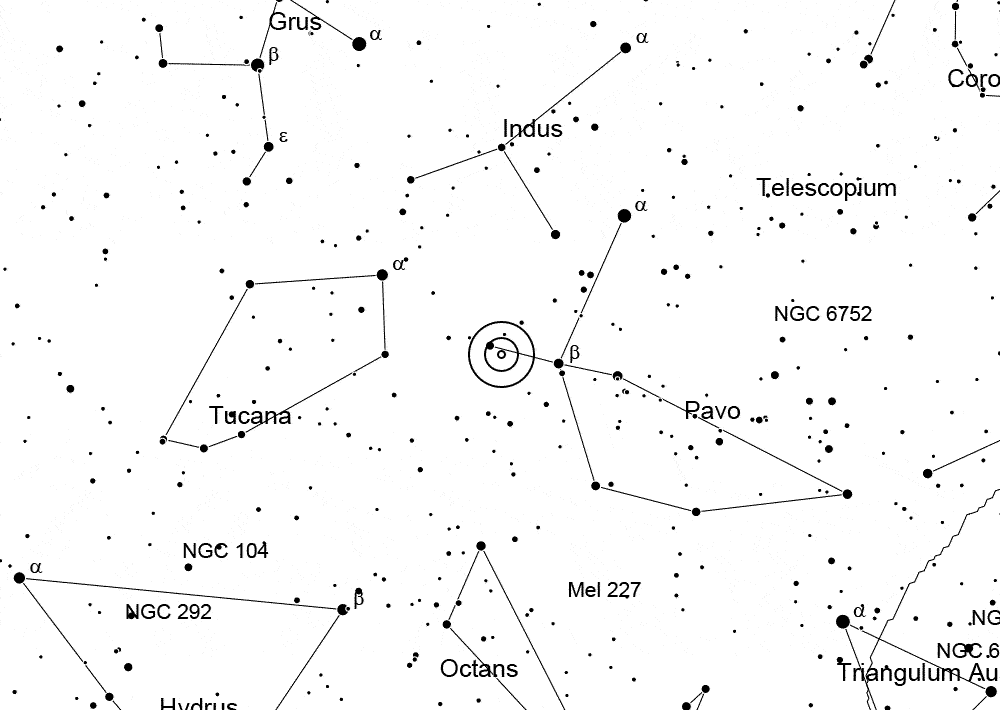 Grus
α
β
α
Coro
Indus
ε
Telescopium
α
α
NGC 6752
β
Pavo
Tucana
NGC 104
α
Mel 227
β
NGC 292
α
NG
NGC 6
Octans
Triangulum Au
Hydrus